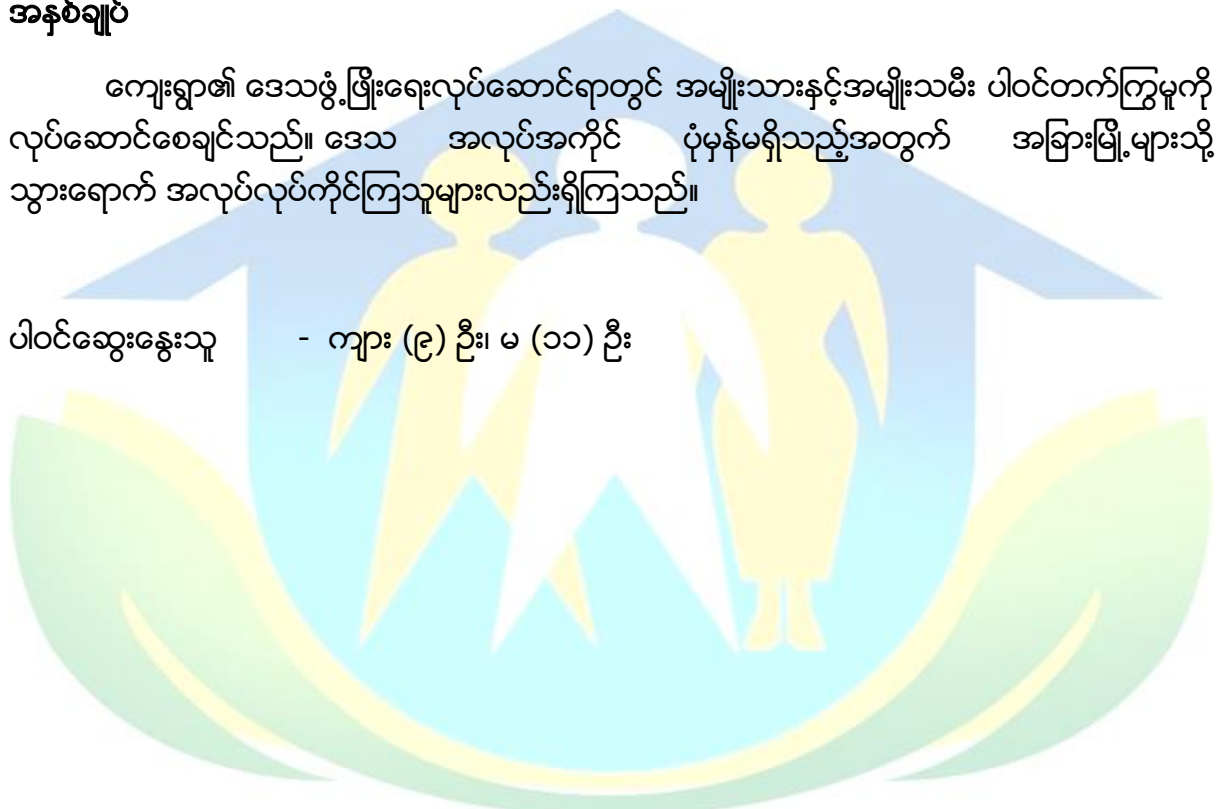 အနှစ်ချုပ်
ကျေးရွာ၏ ဒေသဖွံ့ဖြိုးရေးလုပ်ဆောင်ရာတွင် အမျိုးသားနှင့်အမျိုးသမီး ပါဝင်တက်ကြွမူကို
လုပ်ဆောင်စေချင်သည်။ ဒေသ အလုပ်အကိုင် ပုံမှန်မရှိသည့်အတွက် အခြားမြို့များသို့
သွားရောက် အလုပ်လုပ်ကိုင်ကြသူများလည်းရှိကြသည်။
ပါဝင်ဆွေးနွေးသူ - ကျား (၉) ဦး၊ မ (၁၁) ဦး